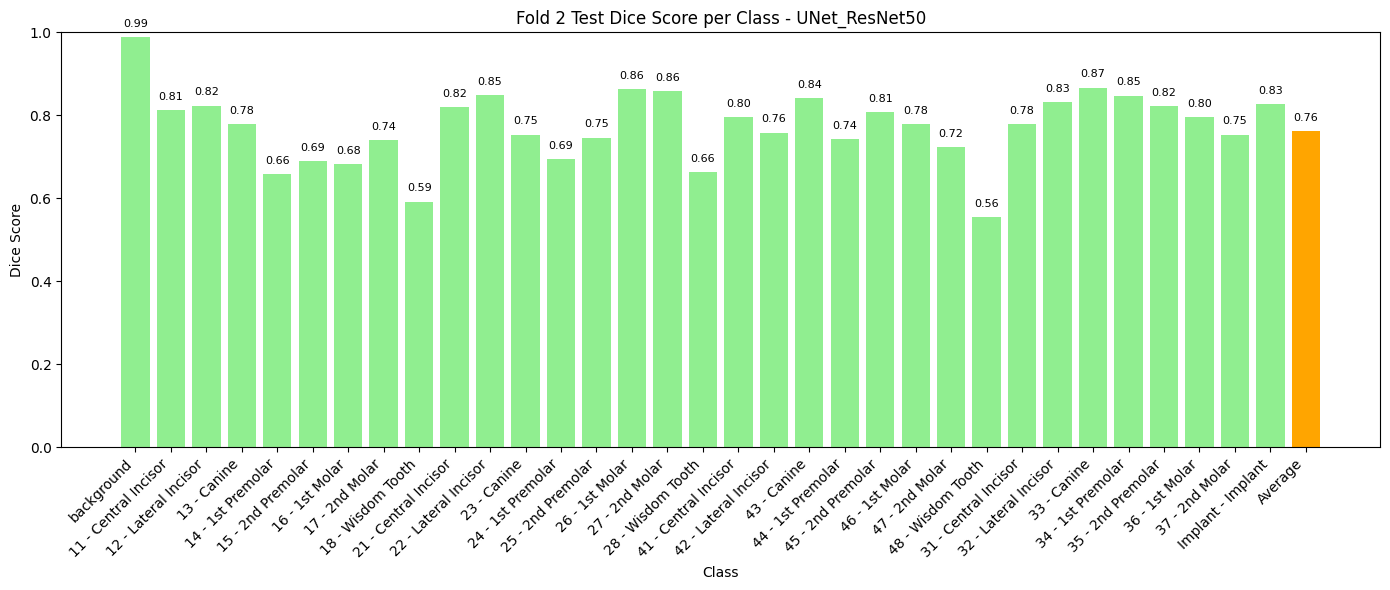 Fold 2 Test Dice Score per Class - UNet_ResNet50
Dice Score
1.0
0.8
0.6
0.4
0.2
0.0
0.99
0.81
0.82
0.78
0.66
0.69
0.68
0.74
0.59
0.82
0.85
0.75
0.69
0.75
0.86
0.86
0.66
0.80
0.76
0.84
0.74
0.81
0.78
0.72
0.56
0.78
0.83
0.87
0.85
0.82
0.80
0.75
0.83
0.76
background
11 - Central Incisor
12 - Lateral Incisor
13 - Canine
14 - 1st Premolar
15 - 2nd Premolar
16 - 1st Molar
17 - 2nd Molar
18 - Wisdom Tooth
21 - Central Incisor
22 - Lateral Incisor
23 - Canine
24 - 1st Premolar
25 - 2nd Premolar
26 - 1st Molar
27 - 2nd Molar
28 - Wisdom Tooth
41 - Central Incisor
42 - Lateral Incisor
43 - Canine
44 - 1st Premolar
45 - 2nd Premolar
46 - 1st Molar
47 - 2nd Molar
48 - Wisdom Tooth
31 - Central Incisor
32 - Lateral Incisor
33 - Canine
34 - 1st Premolar
35 - 2nd Premolar
36 - 1st Molar
37 - 2nd Molar
Implant - Implant
Average
Class